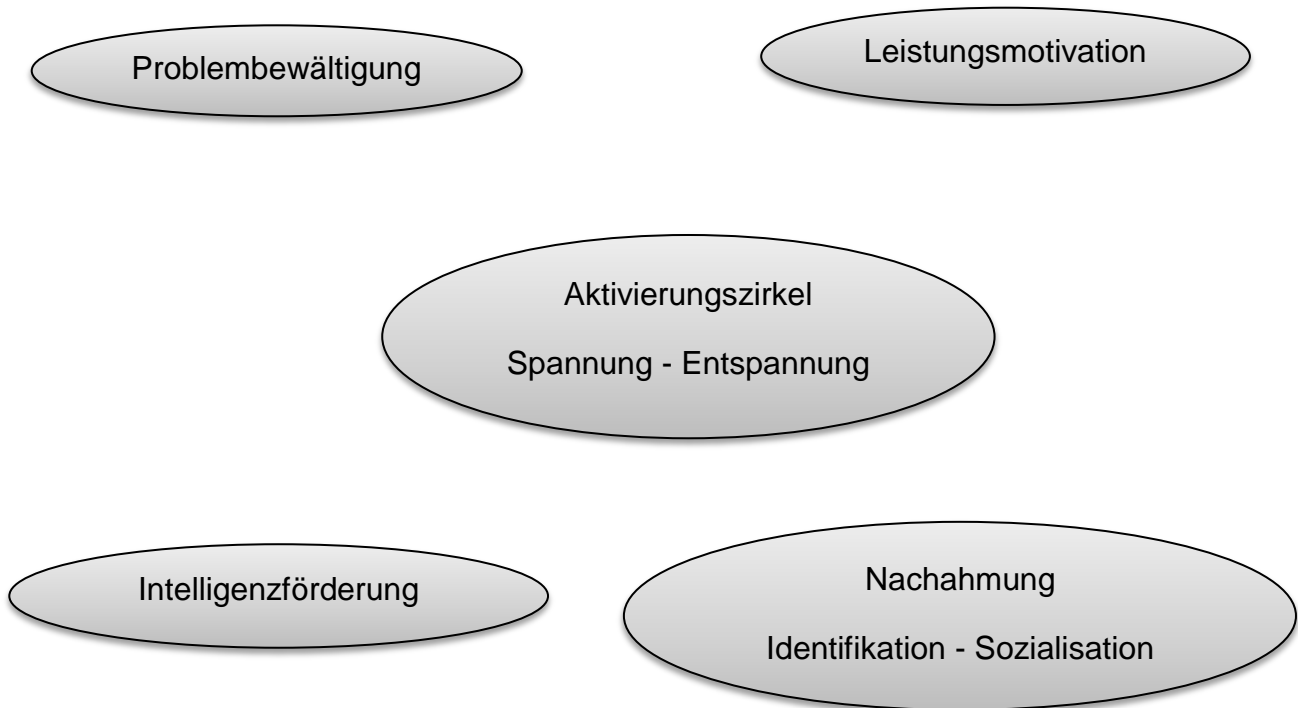 Problembewältigung
Leistungsmotivation
Aktivierungszirkel
Spannung - Entspannung
Intelligenzförderung
Nachahmung
Identifikation - Sozialisation